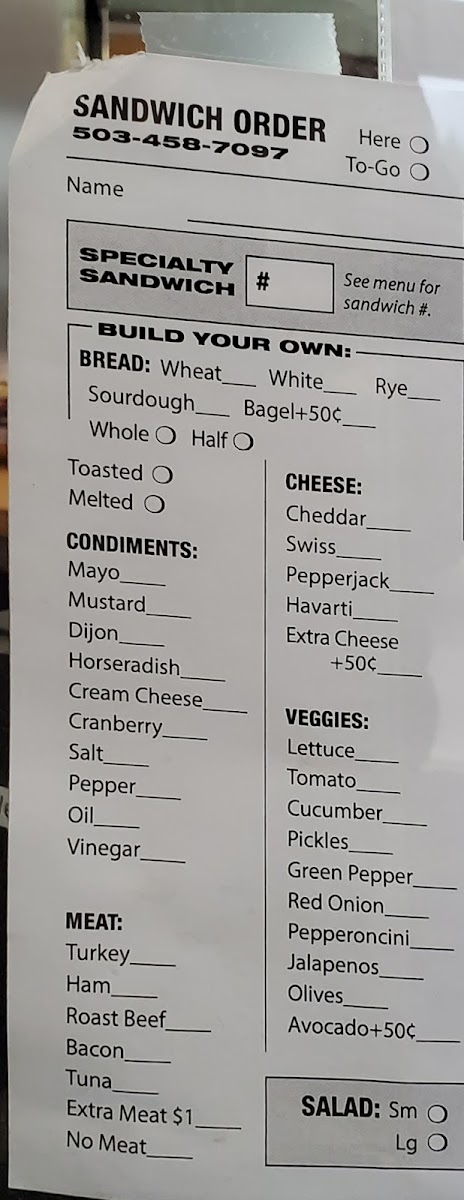 SANDWICH ORDER
503-458-7097
Here
To-Go
Name
SPECIALTY
SANDWICH
#
See menu for
sandwich #.
BUILD YOUR OWN:
BREAD: Wheat___ White___ Rye___
Sourdough___ Bagel+50¢___
Whole Half
Toasted
Melted
CONDIMENTS:
Mayo____
Mustard____
Dijon____
Horseradish____
Cream Cheese____
Cranberry____
Salt____
Pepper____
Oil____
Vinegar____
MEAT:
Turkey____
Ham____
Roast Beef____
Bacon____
Tuna____
Extra Meat $1____
No Meat____
CHEESE:
Cheddar____
Swiss____
Pepperjack____
Havarti____
Extra Cheese
+50¢____
VEGGIES:
Lettuce____
Tomato____
Cucumber____
Pickles____
Green Pepper____
Red Onion____
Pepperoncini____
Jalapenos____
Olives____
Avocado+50¢____
SALAD: Sm
Lg